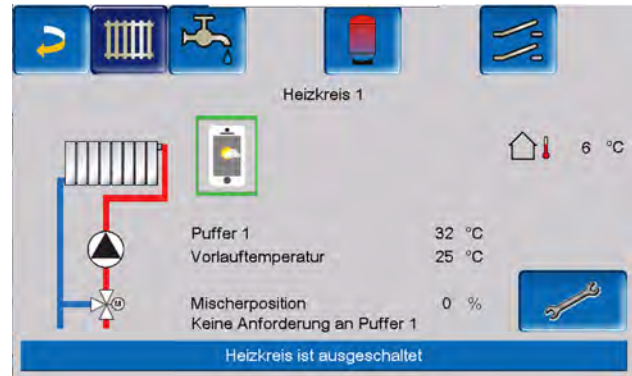 Heizkreis 1
6 °C
Puffer 1 32 °C
Vorlauftemperatur 25 °C
M
Mischerposition 0 %
Keine Anforderung an Puffer 1
Heizkreis ist ausgeschaltet